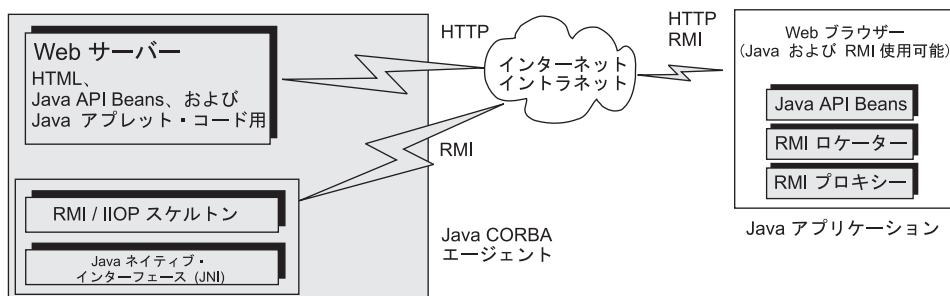 Web サーバー
HTML、
Java API Beans、および
Java アプレット・コード用
HTTP
インターネット
イントラネット
HTTP
RMI
Web ブラウザー
(Java および RMI 使用可能)
Java API Beans
RMI ロケーター
RMI プロキシー
Java アプリケーション
RMI
RMI / IIOP スケルトン
Java ネイティブ・
インターフェース (JNI)
Java CORBA
エージェント